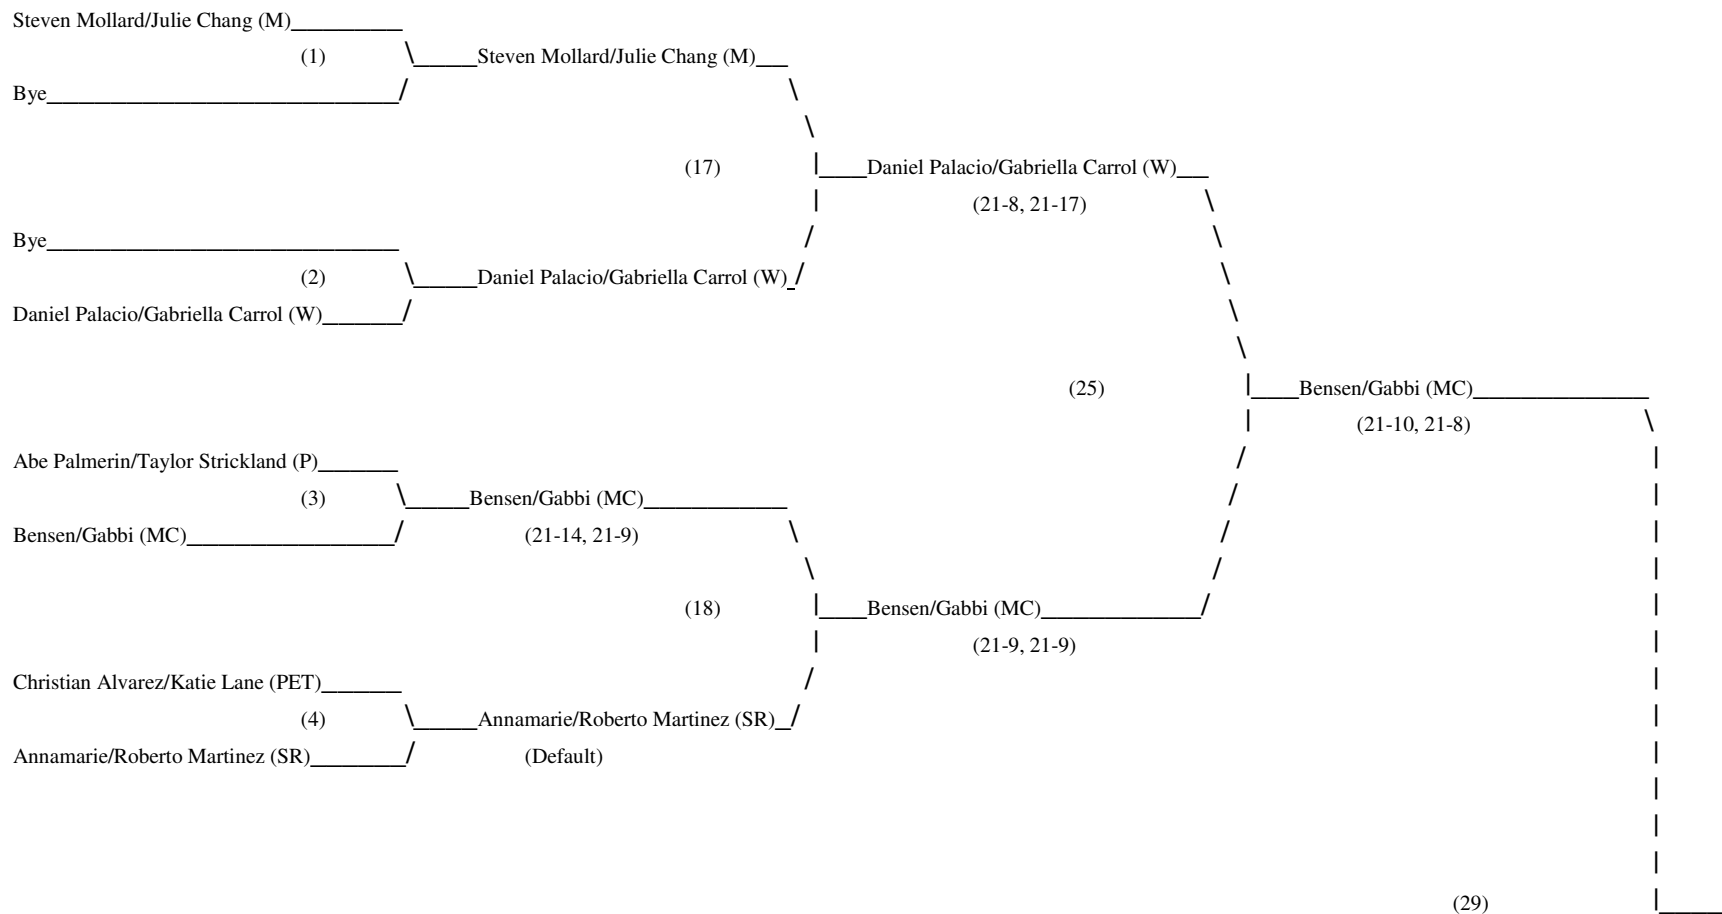 Steven Mollard/Julie Chang (M)
(1) Steven Mollard/Julie Chang (M)
Bye
(17) Daniel Palacio/Gabriella Carrol (W)
(21-8, 21-17)
Bye
(2) Daniel Palacio/Gabriella Carrol (W)
Daniel Palacio/Gabriella Carrol (W)
(25) Bensen/Gabbi (MC)
(21-10, 21-8)
Abe Palmerin/Taylor Strickland (P)
(3) Bensen/Gabbi (MC)
Bensen/Gabbi (MC) (21-14, 21-9)
(18) Bensen/Gabbi (MC)
(21-9, 21-9)
Christian Alvarez/Katie Lane (PET)
(4) Annamarie/Roberto Martinez (SR)
Annamarie/Roberto Martinez (SR) (Default)
(29)